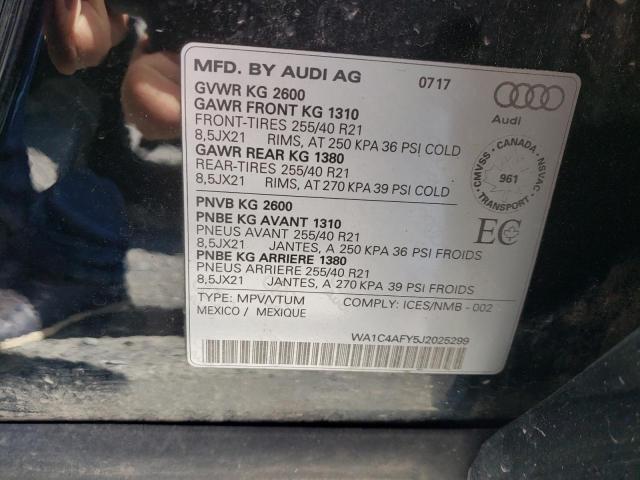 MFD. BY AUDI AG 0717
GVWR KG 2600
GAWR FRONT KG 1310
FRONT-TIRES 255/40 R21
8,5JX21 RIMS, AT 250 KPA 36 PSI COLD
GAWR REAR KG 1380
REAR-TIRES 255/40 R21
8,5JX21 RIMS, AT 270 KPA 39 PSI COLD
PNVB KG 2600
PNBE KG AVANT 1310
PNEUS AVANT 255/40 R21
8,5JX21 JANTES, A 250 KPA 36 PSI FROIDS
PNBE KG ARRIERE 1380
PNEUS ARRIERE 255/40 R21
8,5JX21 JANTES, A 270 KPA 39 PSI FROIDS
TYPE: MPV/VTUM COMPLY: ICES/NMB - 002
MEXICO / MEXIQUE
WA1C4AFY5J2025299
Audi
CMVSS - CANADA - NSVAC
961
TRANSPORT
EC